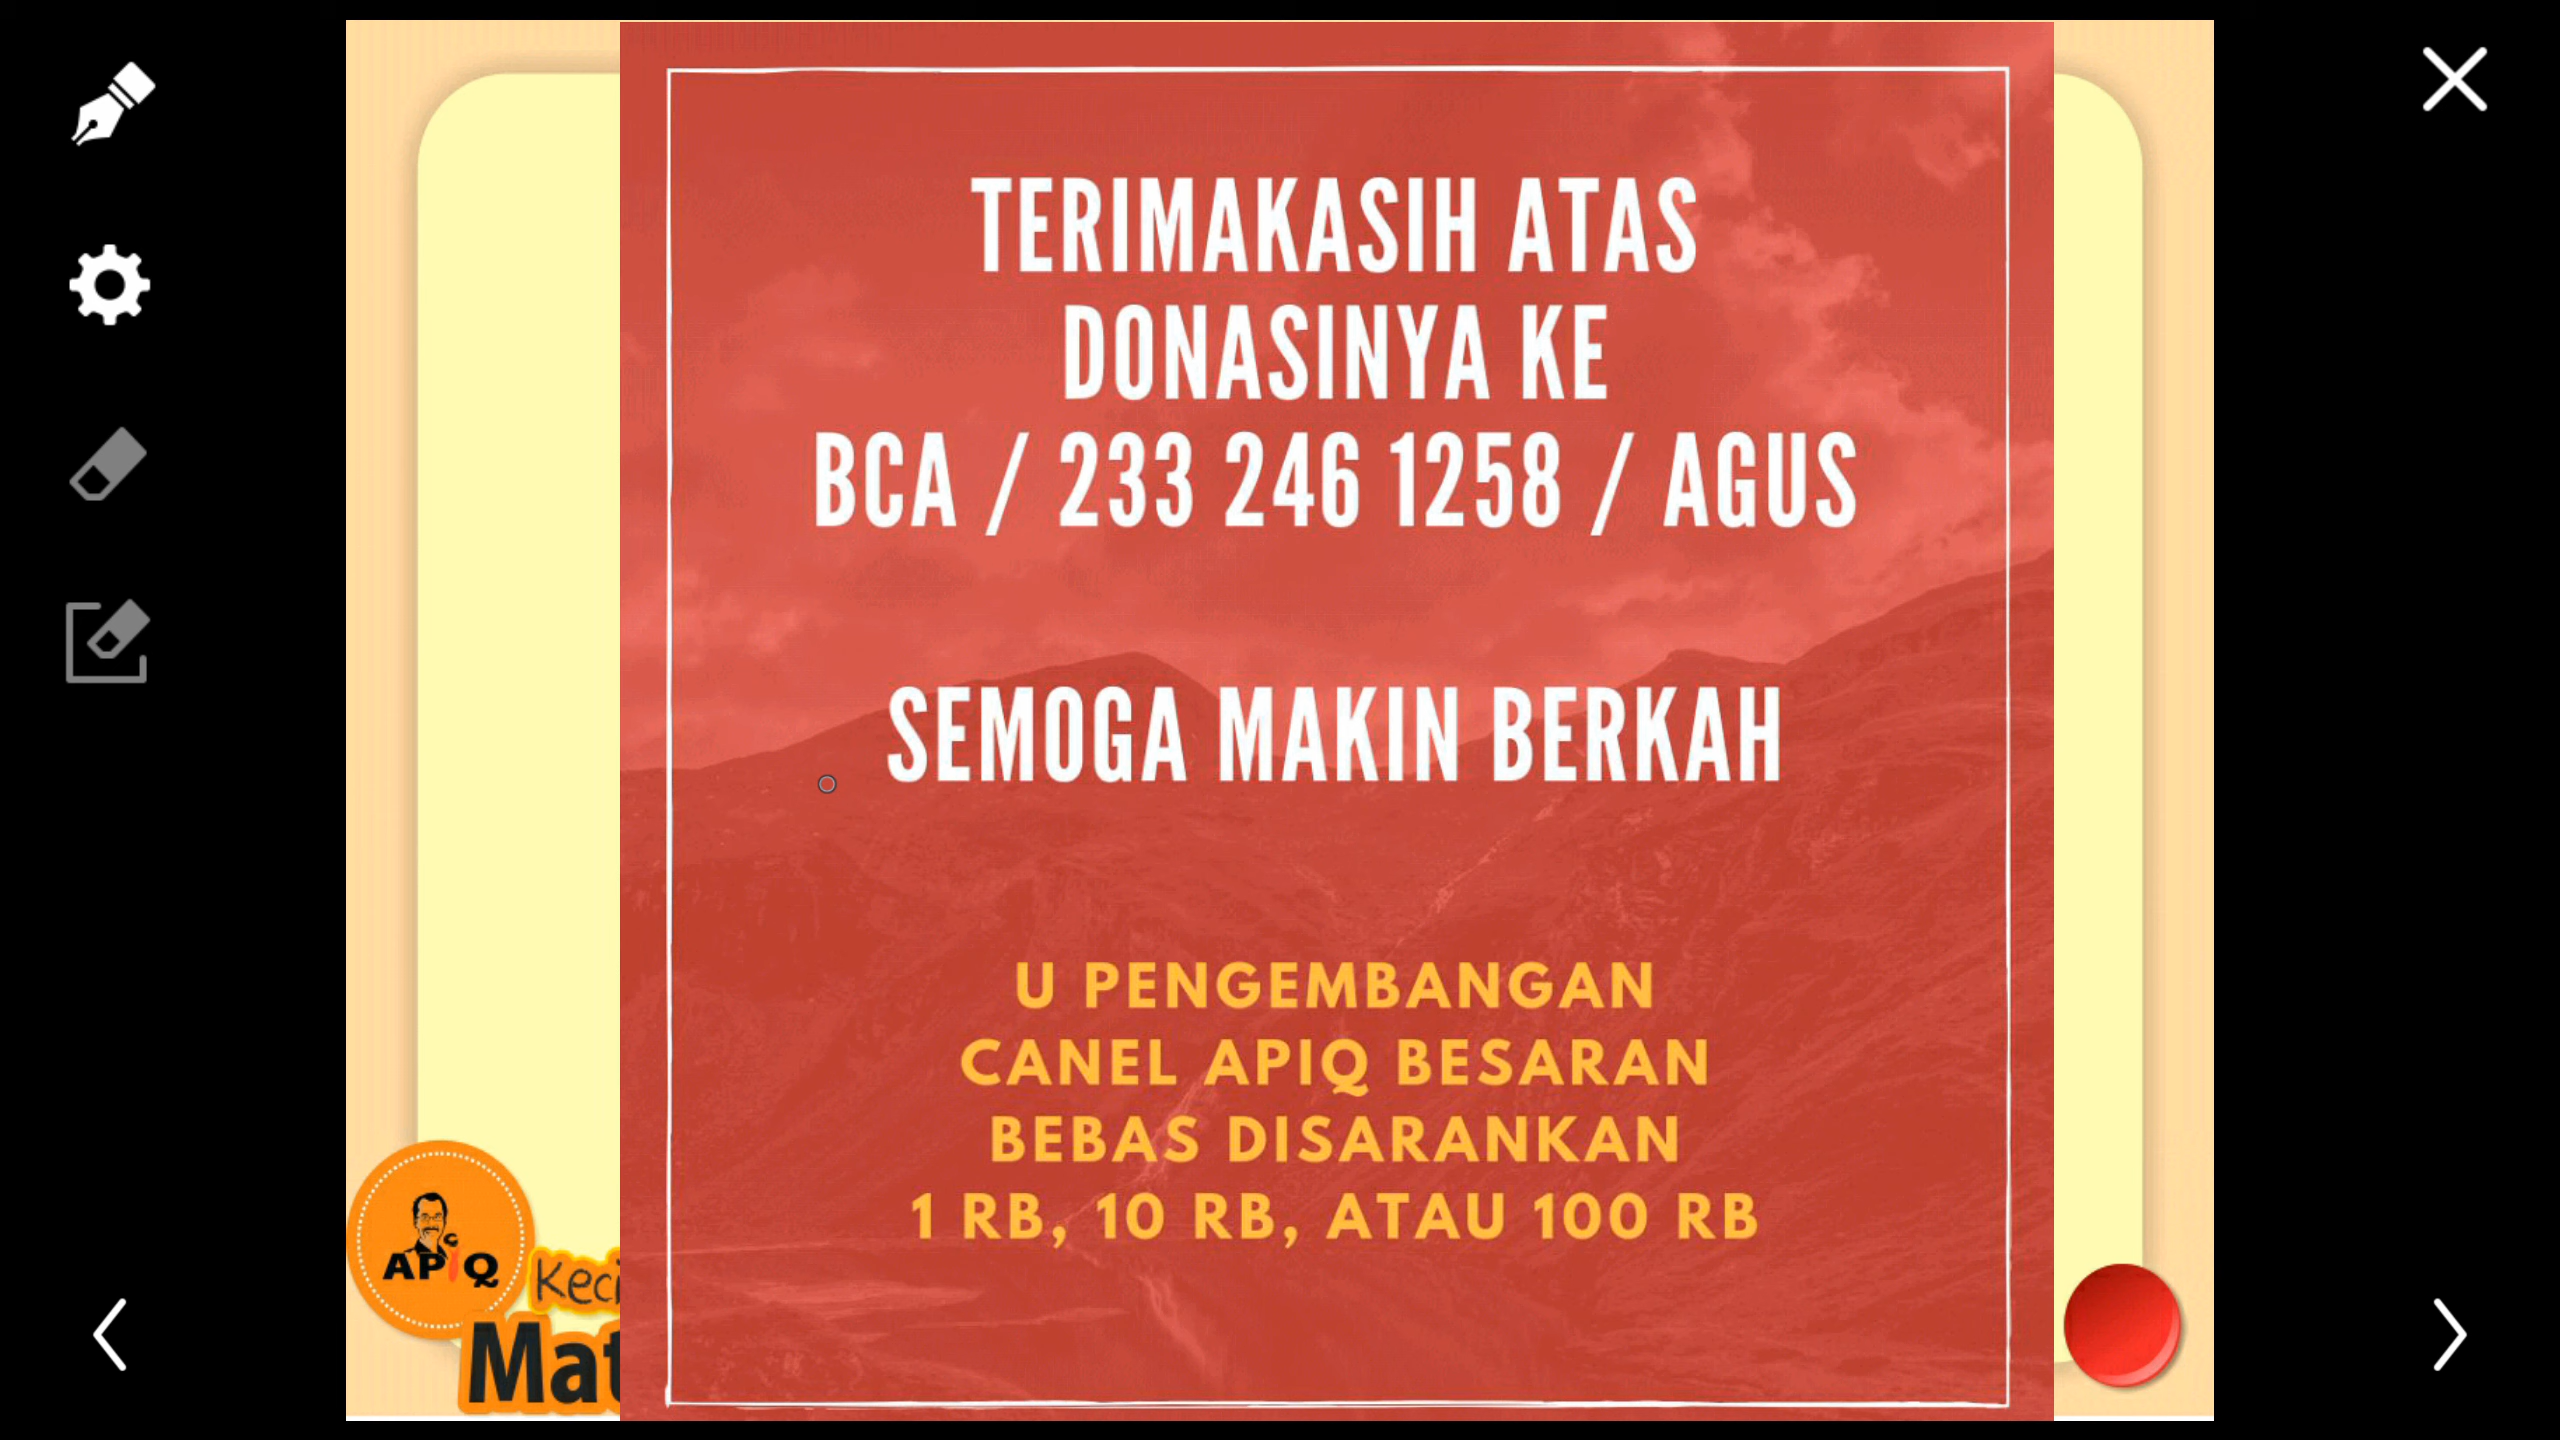 TERIMAKASIH ATAS
DONASINYA KE
BCA / 233 246 1258 / AGUS
SEMOGA MAKIN BERKAH
U PENGEMBANGAN
CANEL APIQ BESARAN
BEBAS DISARANKAN
1 RB, 10 RB, ATAU 100 RB
APiQ
Keci
Mat